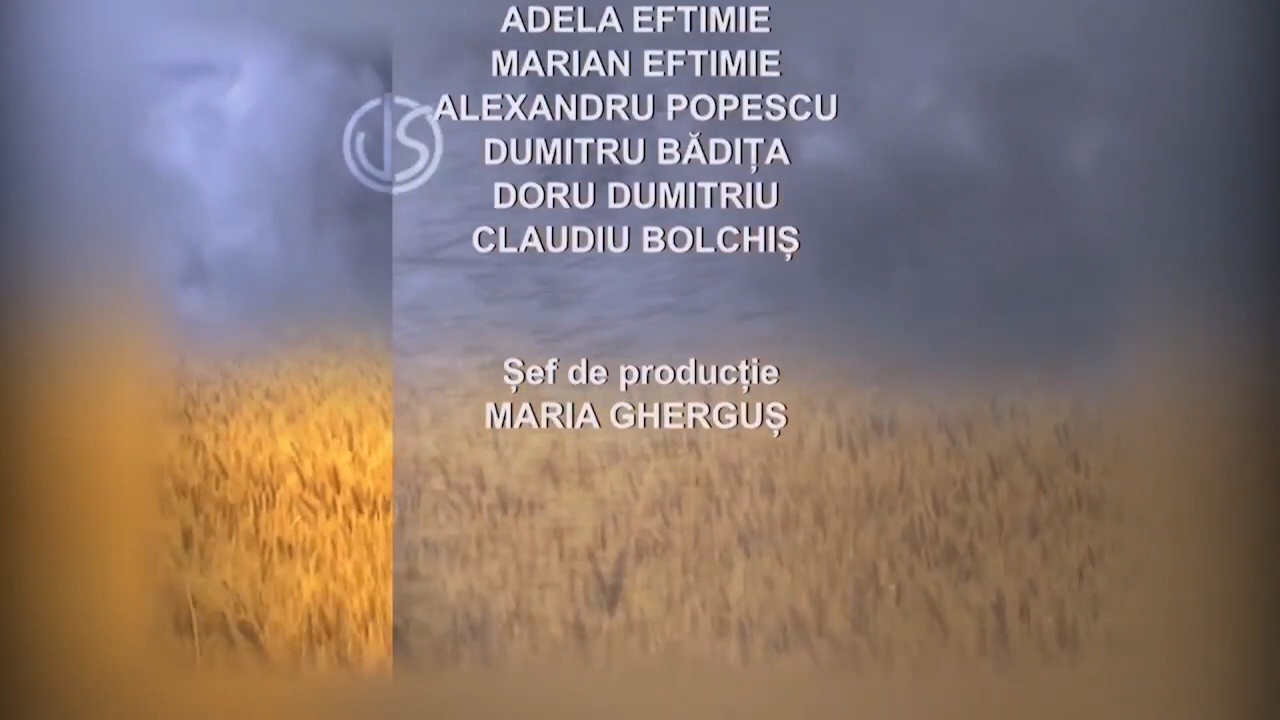 ADELA EFTIMIE
MARIAN EFTIMIE
ALEXANDRU POPESCU
DUMITRU BĂDIȚA
DORU DUMITRIU
CLAUDIU BOLCHIȘ
Șef de producție
MARIA GHERGUȘ